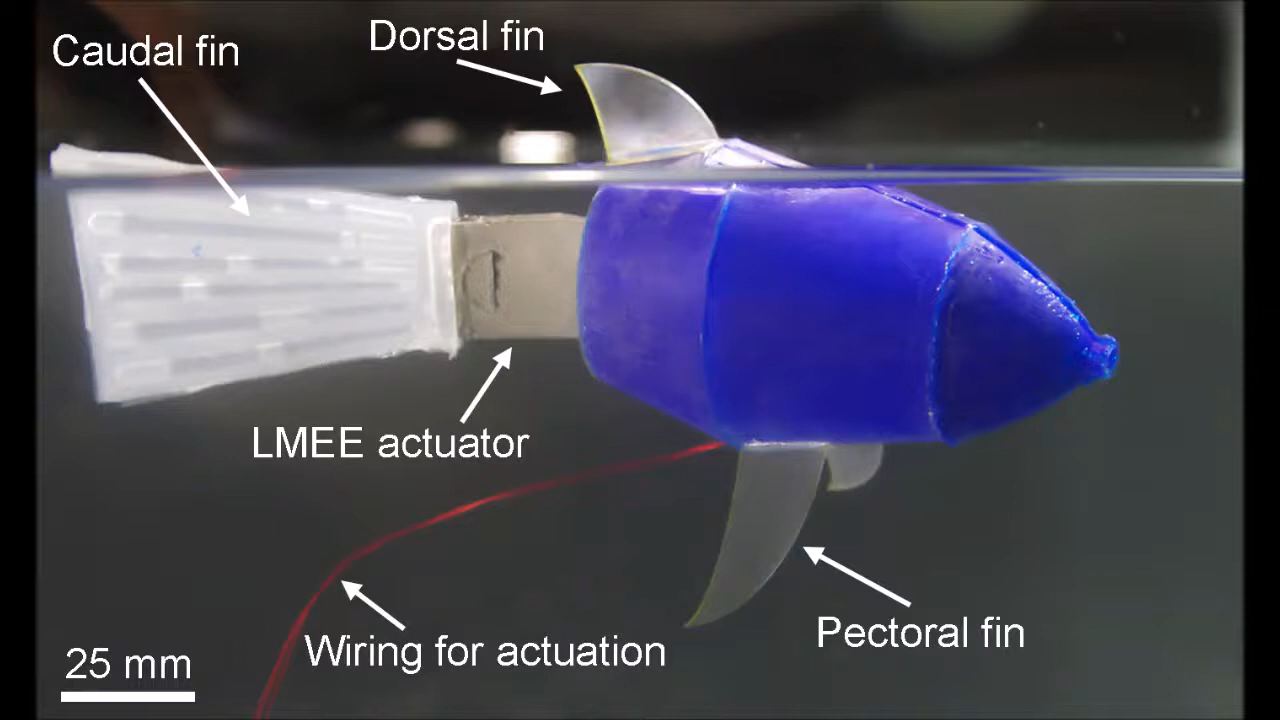 Caudal fin
Dorsal fin
LMEE actuator
Wiring for actuation
Pectoral fin
25 mm